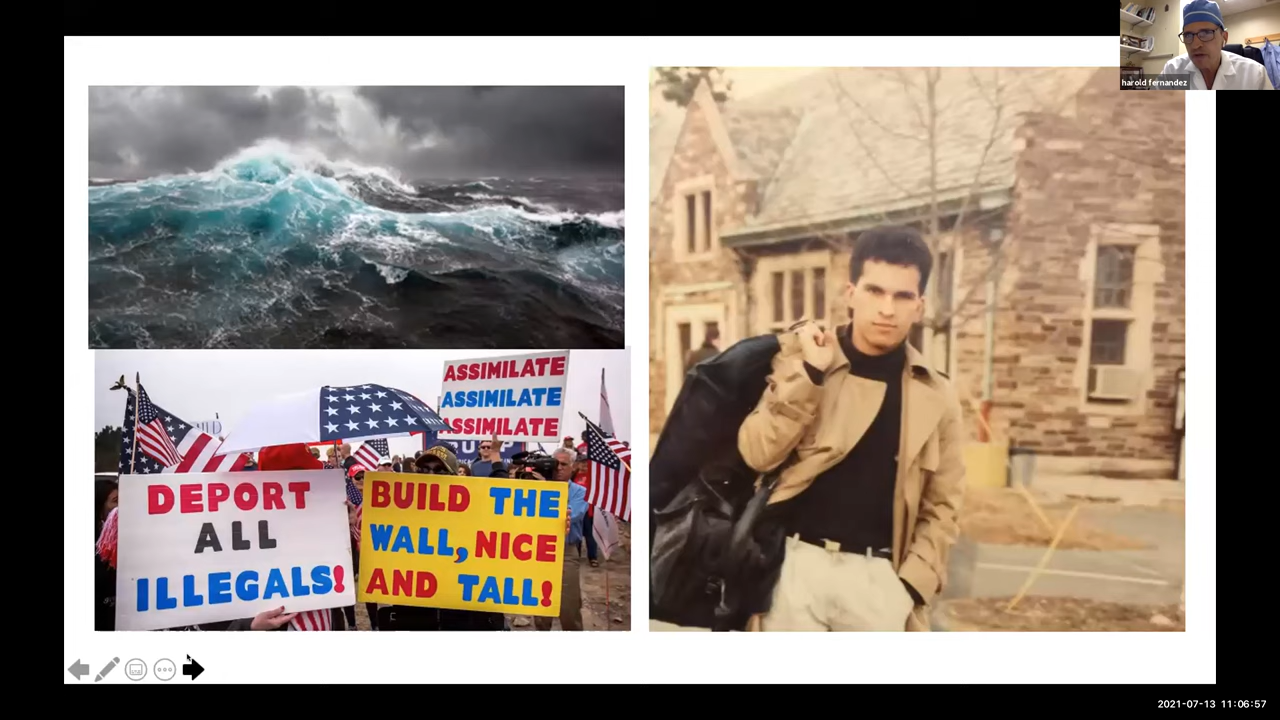 harold fernandez
ASSIMILATE
ASSIMILATE
ASSIMILATE
DEPORT
ALL
ILLEGALS!
BUILD THE
WALL, NICE
AND TALL!
2021-07-13 11:06:57